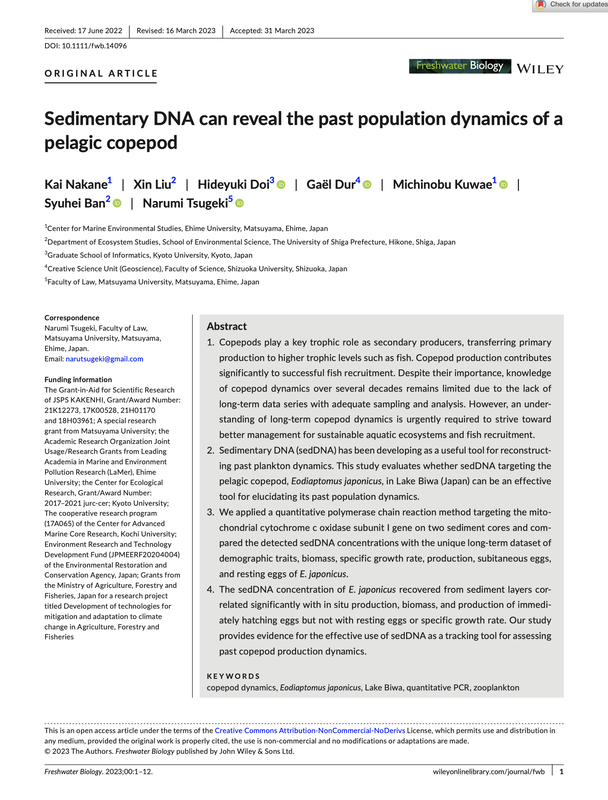 Check for updates
Received: 17 June 2022 | Revised: 16 March 2023 | Accepted: 31 March 2023
DOI: 10.1111/fwb.14096
ORIGINAL ARTICLE
Freshwater Biology WILEY
Sedimentary DNA can reveal the past population dynamics of a
pelagic copepod
Kai Nakane1 | Xin Liu2 | Hideyuki Doi3 | Gaël Dur4 | Michinobu Kuwae1 |
Syuhei Ban2 | Narumi Tsugeki5
1Center for Marine Environmental Studies, Ehime University, Matsuyama, Ehime, Japan
2Department of Ecosystem Studies, School of Environmental Science, The University of Shiga Prefecture, Hikone, Shiga, Japan
3Graduate School of Informatics, Kyoto University, Kyoto, Japan
4Creative Science Unit (Geoscience), Faculty of Science, Shizuoka University, Shizuoka, Japan
5Faculty of Law, Matsuyama University, Matsuyama, Ehime, Japan
Correspondence
Narumi Tsugeki, Faculty of Law,
Matsuyama University, Matsuyama,
Ehime, Japan.
Email: narutsugeki@gmail.com
Funding information
The Grant-in-Aid for Scientific Research
of JSPS KAKENHI, Grant/Award Number:
21K12273, 17K00528, 21H01170
and 18H03961; A special research
grant from Matsuyama University; the
Academic Research Organization Joint
Usage/Research Grants from Leading
Academia in Marine and Environment
Pollution Research (LaMer), Ehime
University; the Center for Ecological
Research, Grant/Award Number:
2017–2021 jurc-cer; Kyoto University;
The cooperative research program
(17A065) of the Center for Advanced
Marine Core Research, Kochi University;
Environment Research and Technology
Development Fund (JPMEERF20204004)
of the Environmental Restoration and
Conservation Agency, Japan; Grants from
the Ministry of Agriculture, Forestry and
Fisheries, Japan for a research project
titled Development of technologies for
mitigation and adaptation to climate
change in Agriculture, Forestry and
Fisheries
Abstract
1. Copepods play a key trophic role as secondary producers, transferring primary
production to higher trophic levels such as fish. Copepod production contributes
significantly to successful fish recruitment. Despite their importance, knowledge
of copepod dynamics over several decades remains limited due to the lack of
long-term data series with adequate sampling and analysis. However, an under-
standing of long-term copepod dynamics is urgently required to strive toward
better management for sustainable aquatic ecosystems and fish recruitment.
2. Sedimentary DNA (sedDNA) has been developing as a useful tool for reconstruct-
ing past plankton dynamics. This study evaluates whether sedDNA targeting the
pelagic copepod, Eodiaptomus japonicus, in Lake Biwa (Japan) can be an effective
tool for elucidating its past population dynamics.
3. We applied a quantitative polymerase chain reaction method targeting the mito-
chondrial cytochrome c oxidase subunit I gene on two sediment cores and com-
pared the detected sedDNA concentrations with the unique long-term dataset of
demographic traits, biomass, specific growth rate, production, subitaneous eggs,
and resting eggs of E. japonicus.
4. The sedDNA concentration of E. japonicus recovered from sediment layers cor-
related significantly with in situ production, biomass, and production of immedi-
ately hatching eggs but not with resting eggs or specific growth rate. Our study
provides evidence for the effective use of sedDNA as a tracking tool for assessing
past copepod production dynamics.
KEYWORDS
copepod dynamics, Eodiaptomus japonicus, Lake Biwa, quantitative PCR, zooplankton
This is an open access article under the terms of the Creative Commons Attribution-NonCommercial-NoDerivs License, which permits use and distribution in
any medium, provided the original work is properly cited, the use is non-commercial and no modifications or adaptations are made.
© 2023 The Authors. Freshwater Biology published by John Wiley & Sons Ltd.
Freshwater Biology. 2023;00:1–12. wileyonlinelibrary.com/journal/fwb | 1